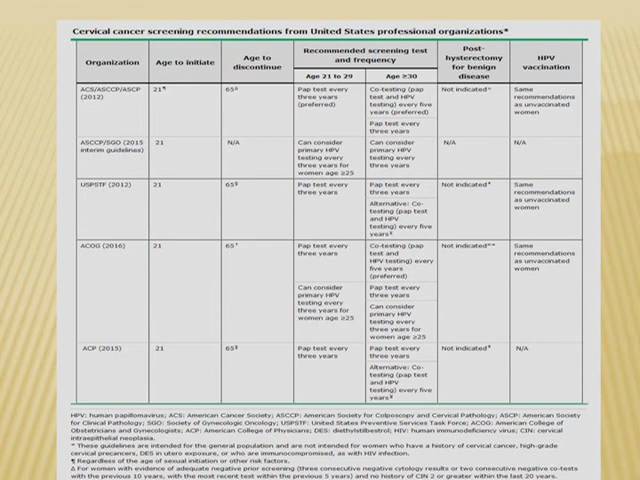 Cervical cancer screening recommendations from United States professional organizations*
Organization
Age to initiate
Age to
discontinue
Recommended screening test
and frequency
Age 21 to 29
Age ≥30
Post-
hysterectomy
for benign
disease
HPV
vaccination
ACS/ASCCP/ASCP
(2012)
21¶
65Δ
Pap test every
three years
(preferred)
Co-testing (pap
test and HPV
testing) every five
years (preferred)
Pap test every
three years
Not indicated
Same
recommendations
as unvaccinated
women
ASCCP/SGO (2015
interim guidelines)
21
N/A
Can consider
primary HPV
testing every
three years for
women age ≥25
Can consider
primary HPV
testing every
three years
N/A
N/A
USPSTF (2012)
21
65§
Pap test every
three years
Pap test every
three years
Alternative: Co-
testing (pap test
and HPV
testing) every five
years¥
Not indicated
Same
recommendations
as unvaccinated
women
ACOG (2016)
21
65
Pap test every
three years
Can consider
primary HPV
testing every
three years for
women age ≥25
Co-testing (pap
test and
HPV testing) every
five years
(preferred)
Pap test every
three years
Can consider
primary HPV
testing every
three years for
women age ≥25
Not indicated**
Same
recommendations
as unvaccinated
women
ACP (2015)
21
65§
Pap test every
three years
Pap test every
three years
Alternative: Co-
testing (pap test
and HPV
testing) every five
years¥
Not indicated
N/A
HPV: human papillomavirus; ACS: American Cancer Society; ASCCP: American Society for Colposcopy and Cervical Pathology; ASCP: American Society
for Clinical Pathology; SGO: Society of Gynecologic Oncology; USPSTF: United States Preventive Services Task Force; ACOG: American College of
Obstetricians and Gynecologists; ACP: American College of Physicians; DES: diethylstilbestrol; HIV: human immunodeficiency virus; CIN: cervical
intraepithelial neoplasia.
* These guidelines are intended for the general population and are not intended for women who have a history of cervical cancer, high-grade
cervical precancers, DES in utero exposure, or who are immunocompromised, as with HIV infection.
¶ Regardless of the age of sexual initiation or other risk factors.
Δ For women with evidence of adequate negative prior screening (three consecutive negative cytology results or two consecutive negative co-tests
with the previous 10 years, with the most recent test within the previous 5 years) and no history of CIN 2 or greater within the last 20 years.